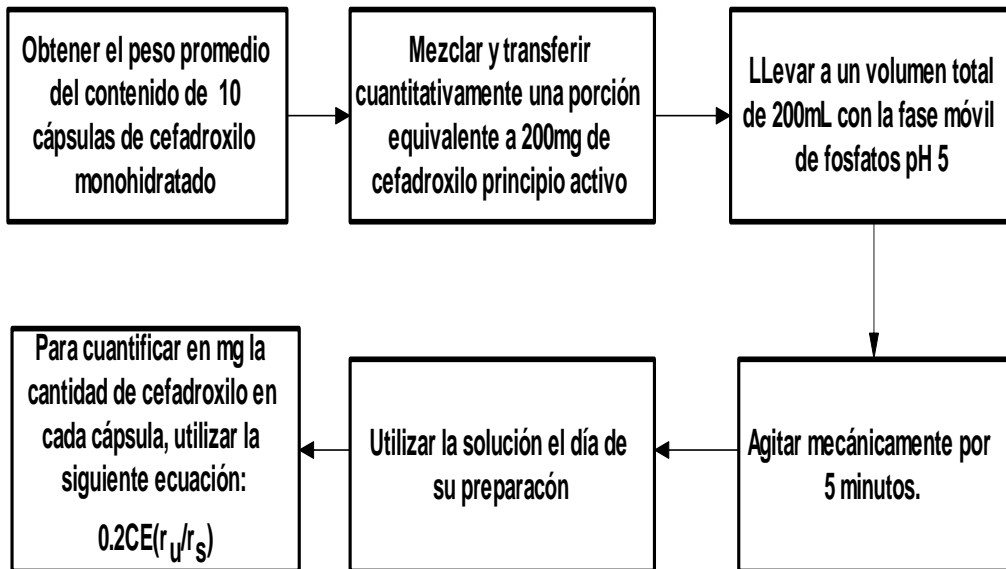 Obtener el peso promedio
del contenido de 10
cápsulas de cefadroxilo
monohidratado
Mezclar y transferir
cuantitativamente una porción
equivalente a 200mg de
cefadroxilo principio activo
LLevar a un volumen total
de 200mL con la fase móvil
de fosfatos pH 5
Agitar mecánicamente por
5 minutos.
Utilizar la solución el día de
su preparacón
Para cuantificar en mg la
cantidad de cefadroxilo en
cada cápsula, utilizar la
siguiente ecuación:
0.2CE(ru/rs)